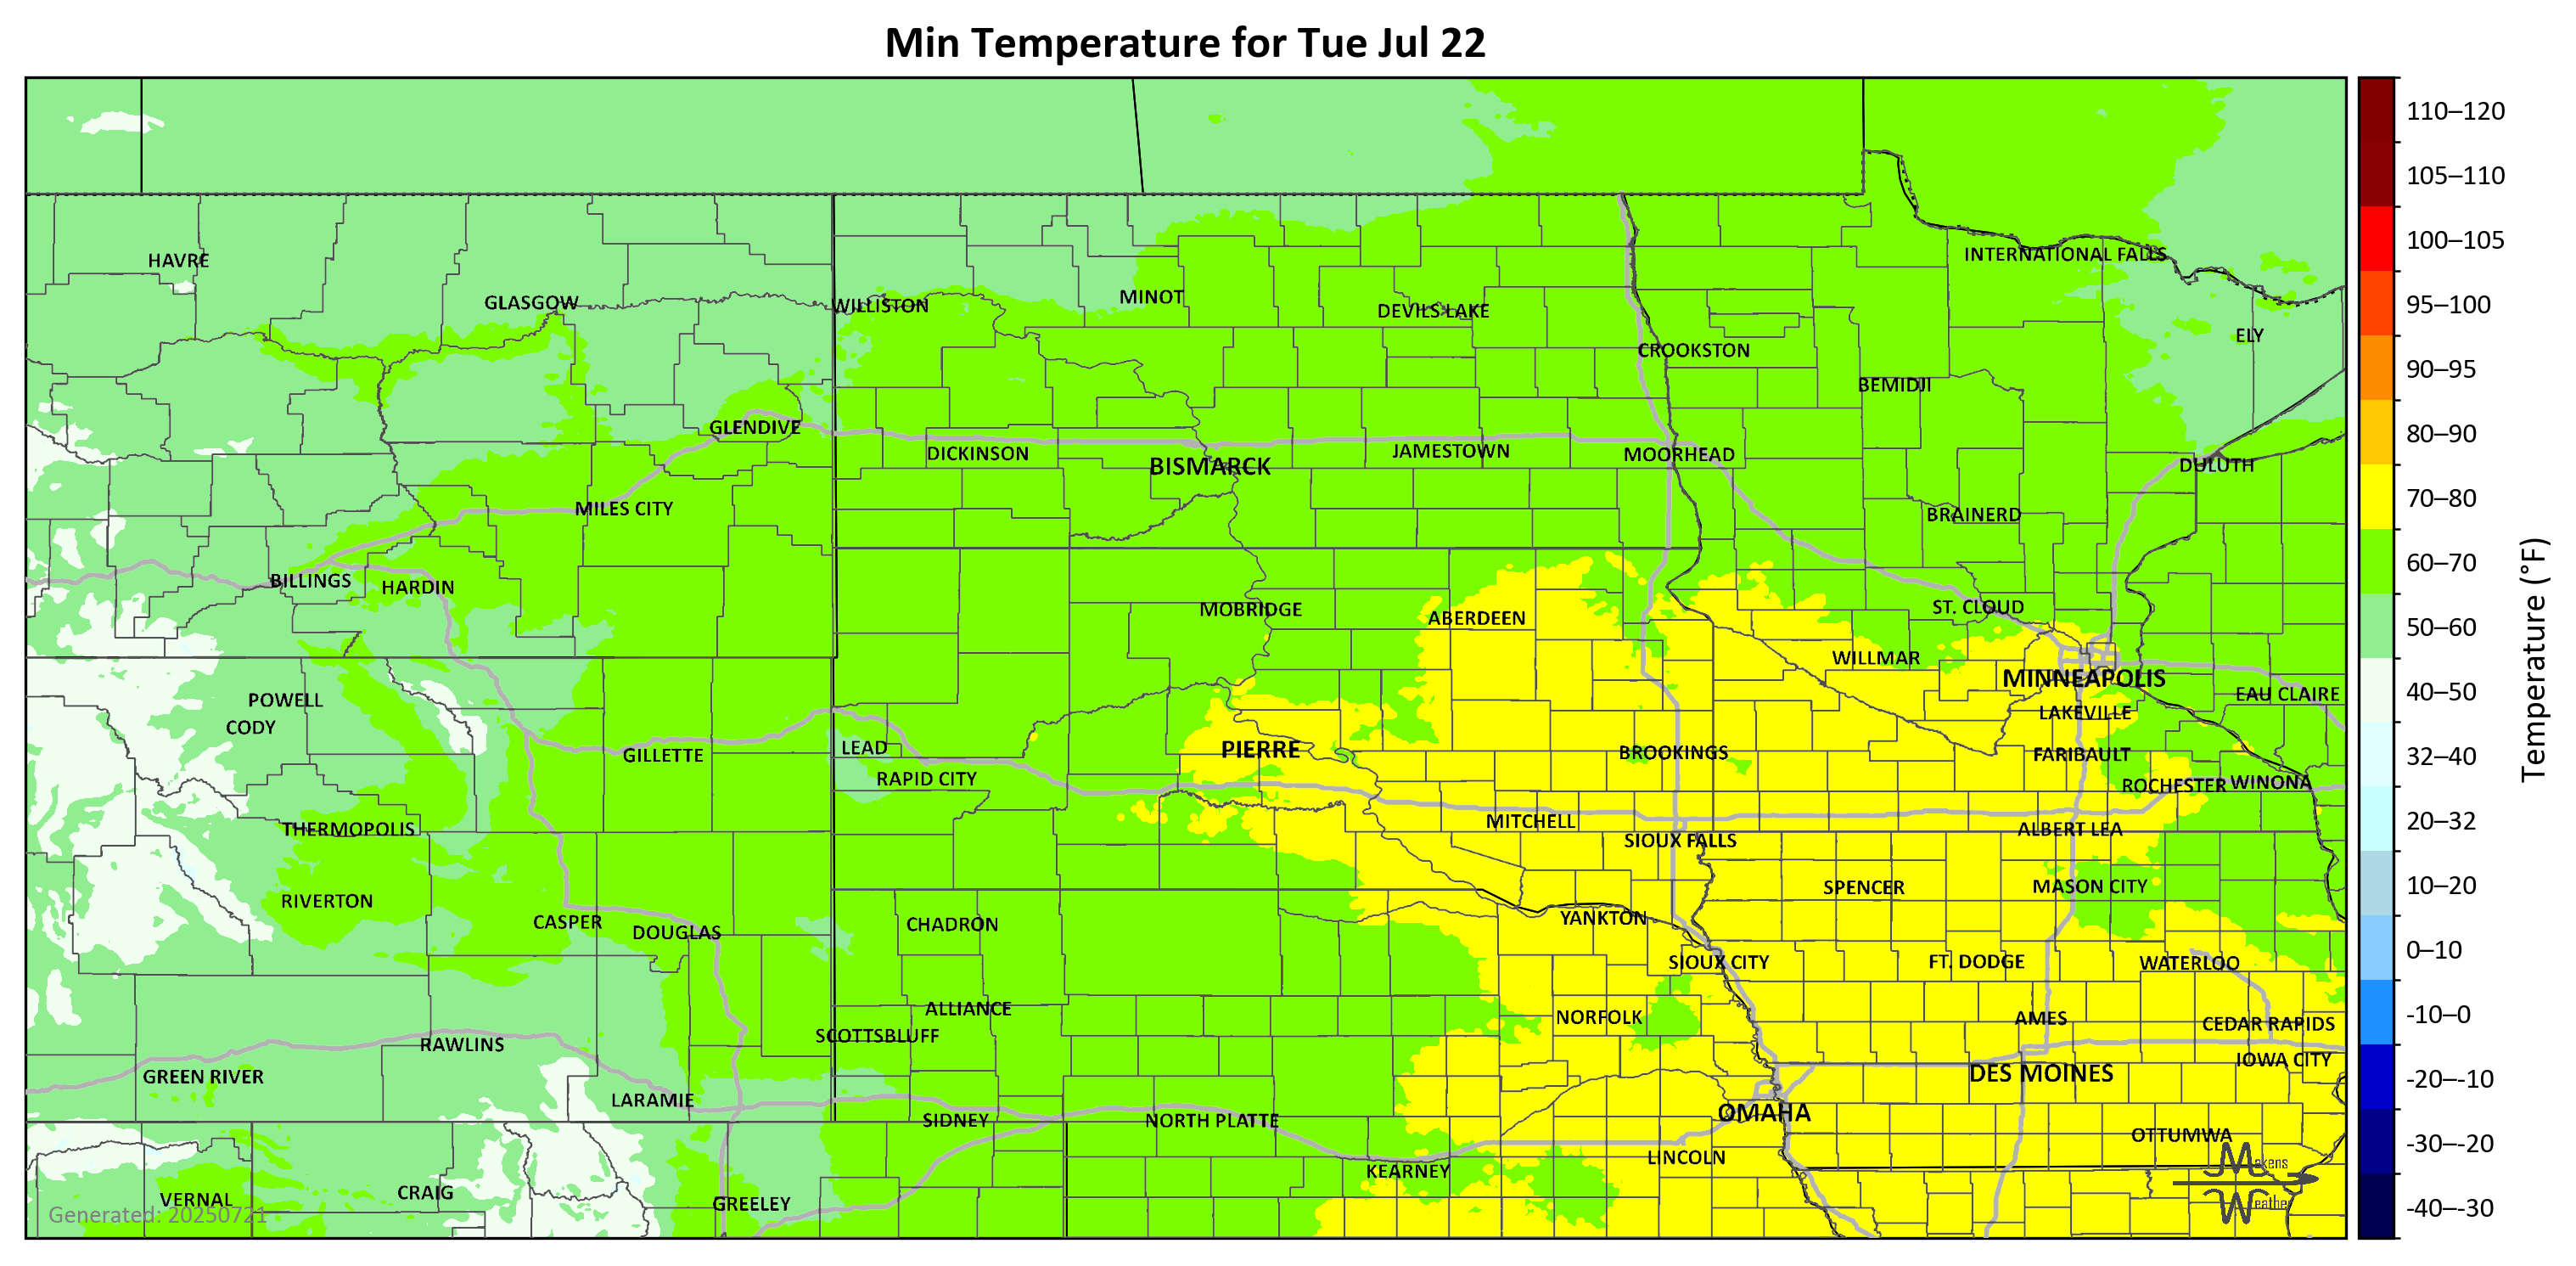 Min Temperature for Tue Jul 22
110–120
105–110
100–105
95–100
90–95
80–90
70–80
60–70
50–60
40–50
32–40
20–32
10–20
0–10
-10–0
-20–-10
-30–-20
-40–-30
Temperature (°F)
HAVRE
INTERNATIONAL FALLS
GLASGOW
WILLISTON
MINOT
DEVILS LAKE
ELY
CROOKSTON
BEMIDJI
GLENDIVE
DICKINSON
BISMARCK
JAMESTOWN
MOORHEAD
DULUTH
MILES CITY
BRAINERD
BILLINGS
HARDIN
MOBRIDGE
ABERDEEN
ST. CLOUD
WILLMAR
MINNEAPOLIS
EAU CLAIRE
POWELL
CODY
LAKEVILLE
GILLETTE
LEAD
PIERRE
BROOKINGS
FARIBAULT
RAPID CITY
ROCHESTER
WINONA
THERMOPOLIS
MITCHELL
SIOUX FALLS
ALBERT LEA
RIVERTON
SPENCER
MASON CITY
CASPER
DOUGLAS
CHADRON
YANKTON
SIOUX CITY
FT. DODGE
WATERLOO
ALLIANCE
NORFOLK
AMES
CEDAR RAPIDS
SCOTTSBLUFF
RAWLINS
IOWA CITY
GREEN RIVER
DES MOINES
LARAMIE
SIDNEY
NORTH PLATTE
OMAHA
OTTUMWA
LINCOLN
KEARNEY
VERNAL
CRAIG
GREELEY
Generated: 20250721
Makens
Weather